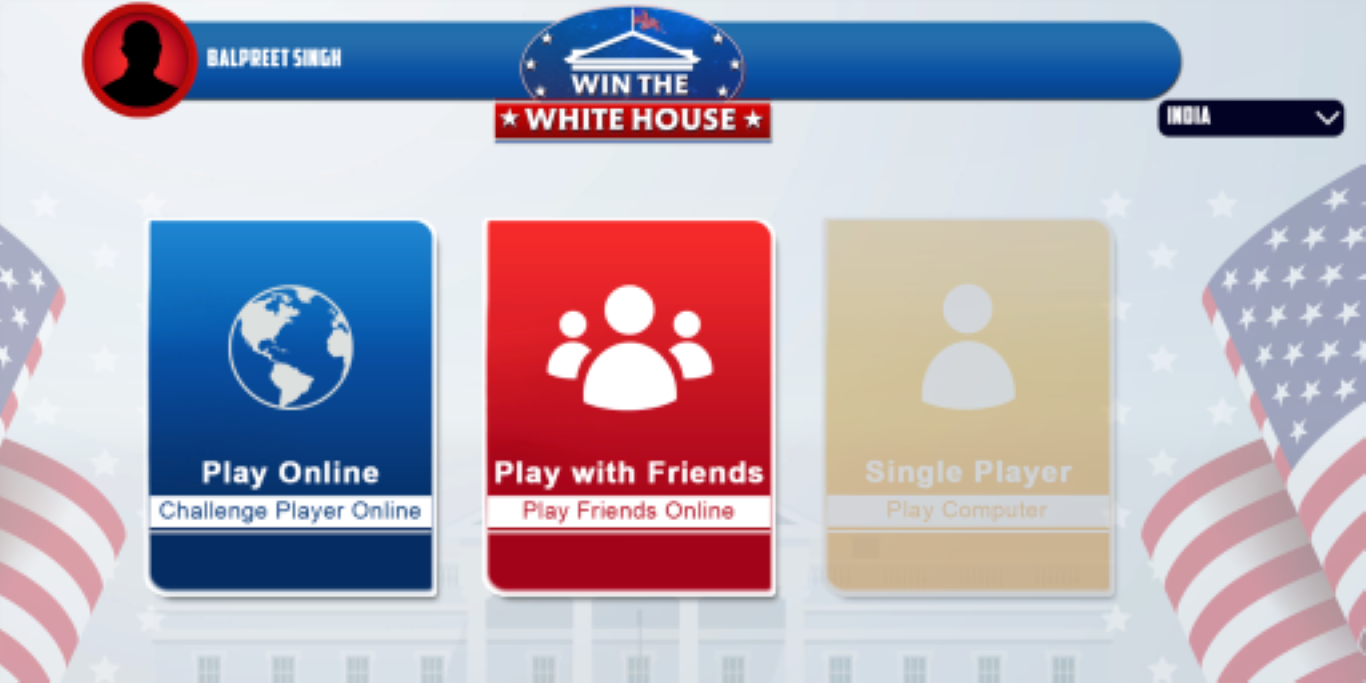 BALPREET SINGH
WIN THE
WHITE HOUSE
INDIA
Play Online
Challenge Player Online
Play with Friends
Play Friends Online
Single Player
Play Computer